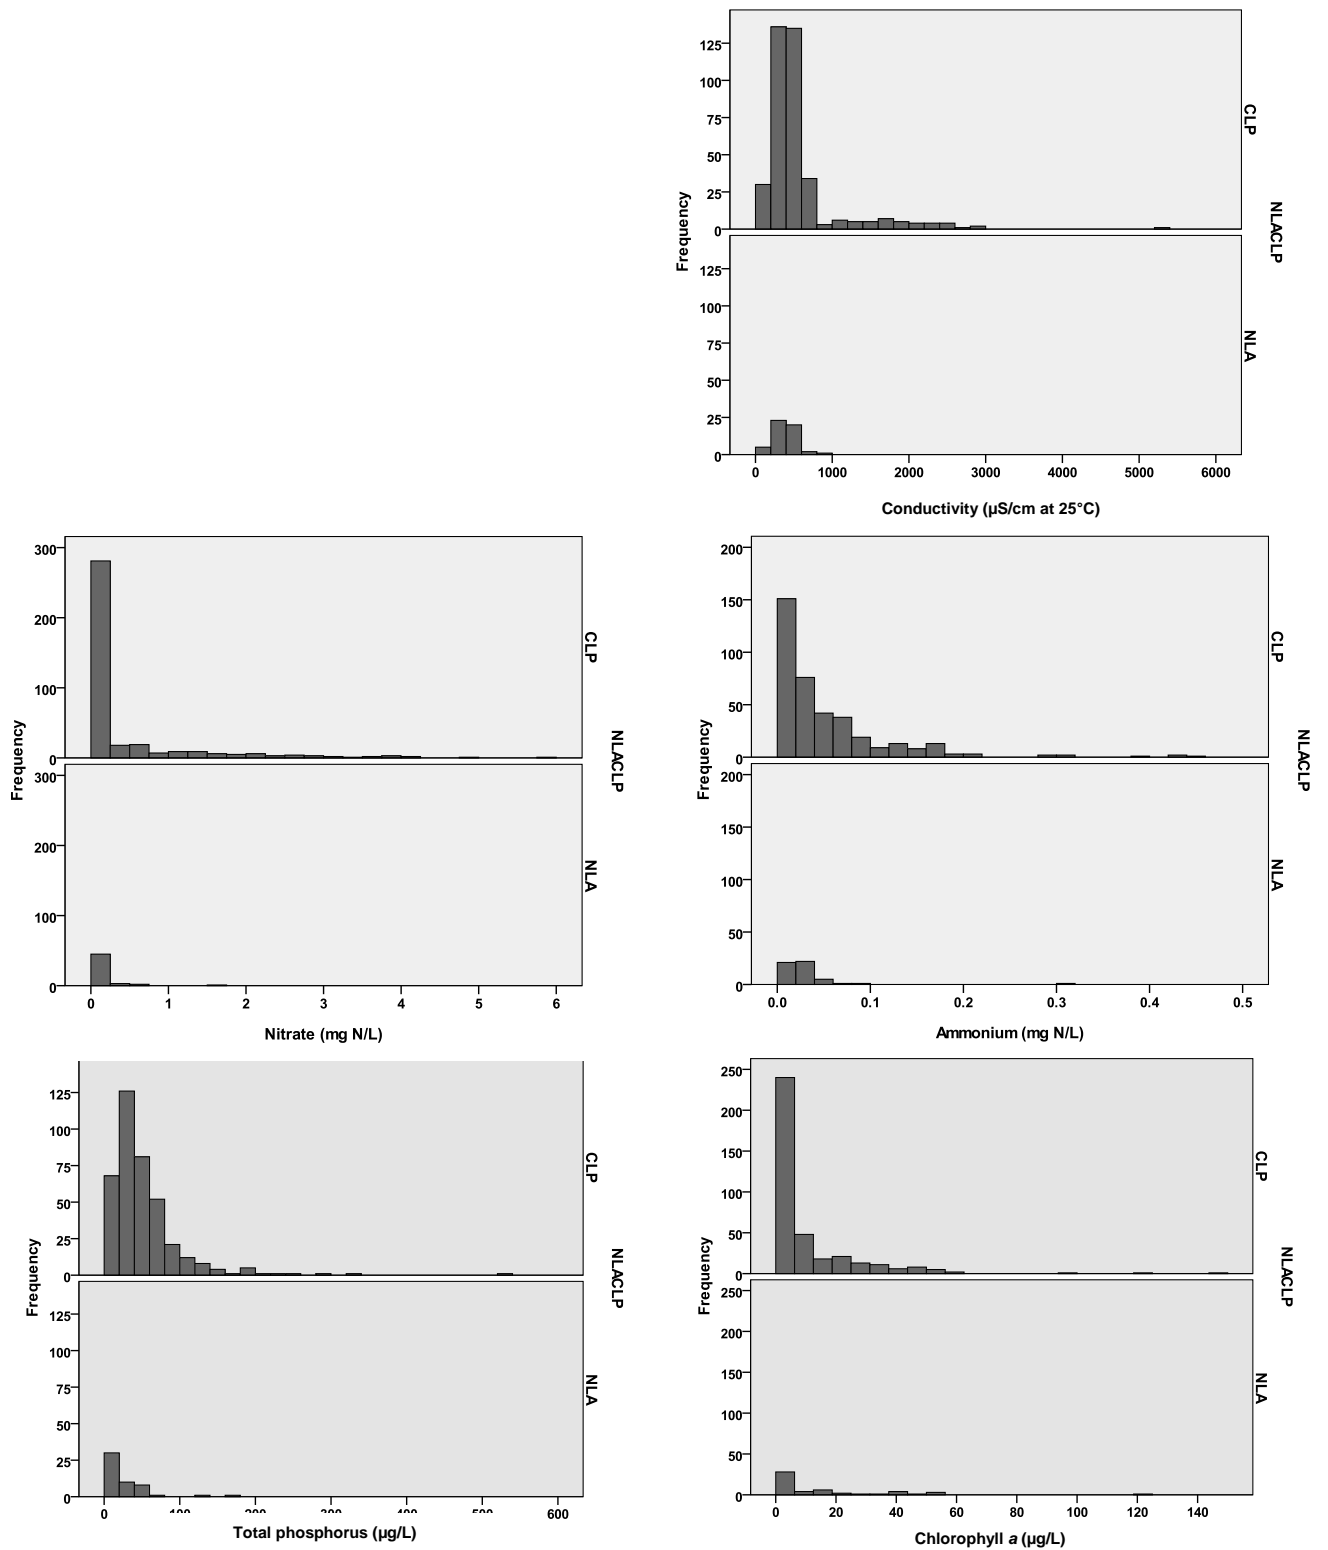 125
100
75
50
25
0
CLP
Frequency
NLACLP
125
100
75
50
25
0
NLA
0 1000 2000 3000 4000 5000 6000
Conductivity (µS/cm at 25°C)
300
200
100
0
CLP
Frequency
NLACLP
300
200
100
0
NLA
0 1 2 3 4 5 6
Nitrate (mg N/L)
200
150
100
50
0
CLP
Frequency
NLACLP
200
150
100
50
0
NLA
0.0 0.1 0.2 0.3 0.4 0.5
Ammonium (mg N/L)
125
100
75
50
25
0
CLP
Frequency
NLACLP
125
100
75
50
25
0
NLA
0 100 200 300 400 500 600
Total phosphorus (µg/L)
250
200
150
100
50
0
CLP
Frequency
NLACLP
250
200
150
100
50
0
NLA
0 20 40 60 80 100 120 140
Chlorophyll a (µg/L)